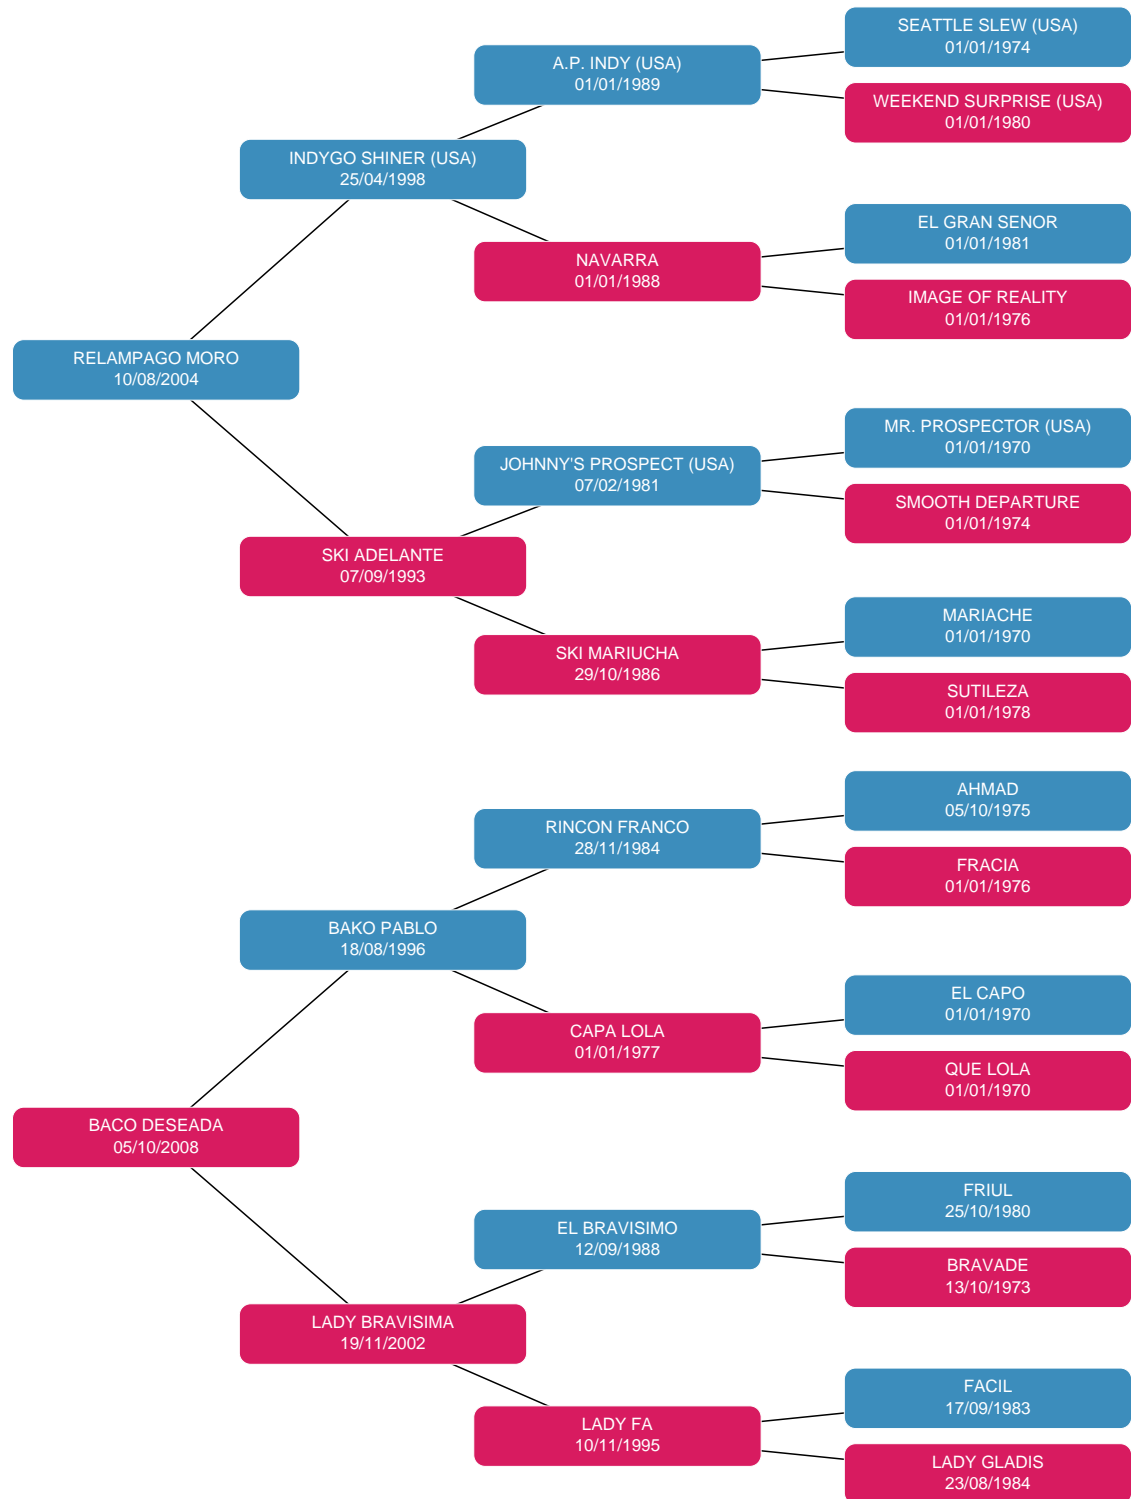 SEATTLE SLEW (USA)
01/01/1974
A.P. INDY (USA)
01/01/1989
WEEKEND SURPRISE (USA)
01/01/1980
INDYGO SHINER (USA)
25/04/1998
EL GRAN SENOR
01/01/1981
NAVARRA
01/01/1988
IMAGE OF REALITY
01/01/1976
RELAMPAGO MORO
10/08/2004
MR. PROSPECTOR (USA)
01/01/1970
JOHNNY'S PROSPECT (USA)
07/02/1981
SMOOTH DEPARTURE
01/01/1974
SKI ADELANTE
07/09/1993
MARIACHE
01/01/1970
SKI MARIUCHA
29/10/1986
SUTILEZA
01/01/1978
AHMAD
05/10/1975
RINCON FRANCO
28/11/1984
FRACIA
01/01/1976
BAKO PABLO
18/08/1996
EL CAPO
01/01/1970
CAPA LOLA
01/01/1977
QUE LOLA
01/01/1970
BACO DESEADA
05/10/2008
FRIUL
25/10/1980
EL BRAVISIMO
12/09/1988
BRAVADE
13/10/1973
LADY BRAVISIMA
19/11/2002
FACIL
17/09/1983
LADY FA
10/11/1995
LADY GLADIS
23/08/1984